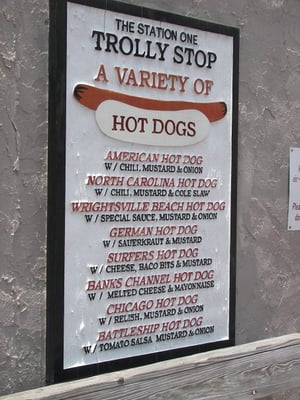 THE STATION ONE
TROLLY STOP
A VARIETY OF
HOT DOGS
AMERICAN HOT DOG
W/ CHILI, MUSTARD & ONION
NORTH CAROLINA HOT DOG
W/ CHILI, MUSTARD & COLE SLAW
WRIGHTSVILLE BEACH HOT DOG
W/ SPECIAL SAUCE, MUSTARD & ONION
GERMAN HOT DOG
W/ SAUERKRAUT & MUSTARD
SURFERS HOT DOG
W/ CHEESE, BACO BITS & MUSTARD
BANKS CHANNEL HOT DOG
W/ MELTED CHEESE & MAYONNAISE
CHICAGO HOT DOG
W/ RELISH, MUSTARD & ONION
BATTLESHIP HOT DOG
W/ TOMATO SALSA MUSTARD & ONION